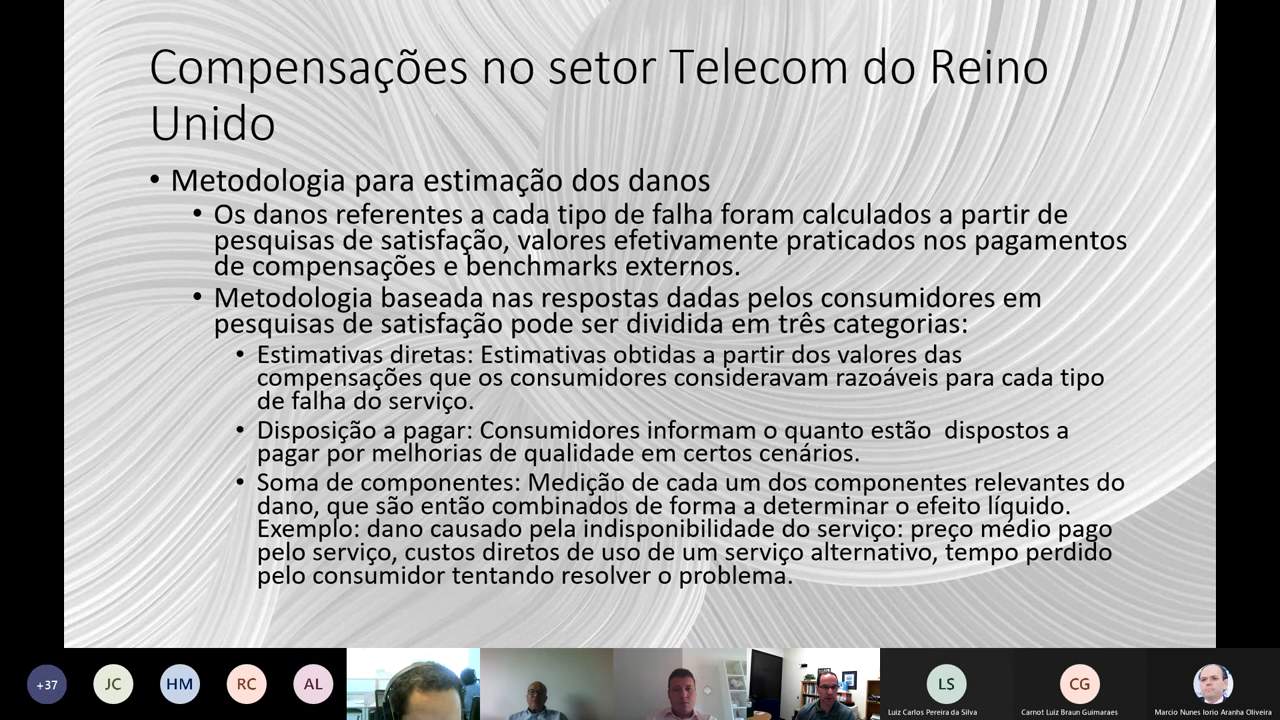 Compensações no setor Telecom do Reino
Unido
• Metodologia para estimação dos danos
• Os danos referentes a cada tipo de falha foram calculados a partir de
pesquisas de satisfação, valores efetivamente praticados nos pagamentos
de compensações e benchmarks externos.
• Metodologia baseada nas respostas dadas pelos consumidores em
pesquisas de satisfação pode ser dividida em três categorias:
• Estimativas diretas: Estimativas obtidas a partir dos valores das
compensações que os consumidores consideravam razoáveis para cada tipo
de falha do serviço.
• Disposição a pagar: Consumidores informam o quanto estão  dispostos a
pagar por melhorias de qualidade em certos cenários.
• Soma de componentes: Medição de cada um dos componentes relevantes do
dano, que são então combinados de forma a determinar o efeito líquido.
Exemplo: dano causado pela indisponibilidade do serviço: preço médio pago
pelo serviço, custos diretos de uso de um serviço alternativo, tempo perdido
pelo consumidor tentando resolver o problema.
+37 JC HM RC AL LS CG
Luiz Carlos Pereira da Silva Carnot Luiz Braun Guimaraes Marcio Nunes Iorio Aranha Oliveira